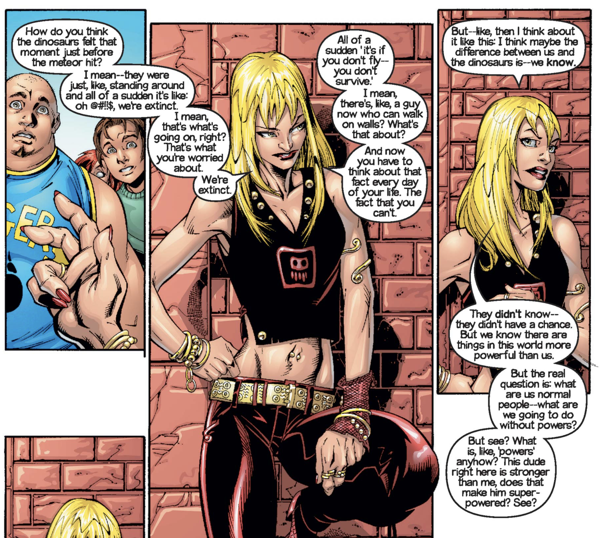 How do you think
the dinosaurs felt that
moment just before
the meteor hit?
I mean--they were
just, like, standing around
and all of a sudden it's like:
oh @#!!$, we're extinct.
I mean,
that's what's
going on, right?
That's what
you're worried
about.
We're
extinct.
GER
All of a
sudden 'it's if
you don't fly--
you don't
survive.'
I mean,
there's, like, a guy
now who can walk
on walls? What's
that about?
And now
you have to
think about that
fact every day
of your life. The
fact that you
can't.
But--like, then I think about
it like this: I think maybe the
difference between us and
the dinosaurs is--we know.
They didn't know--
they didn't have a chance.
But we know there are
things in this world more
powerful than us.
But the real
question is: what
are us normal
people--what are
we going to do
without powers?
But see? What
is, like, 'powers'
anyhow? This dude
right here is stronger
than me, does that
make him super-
powered? See?